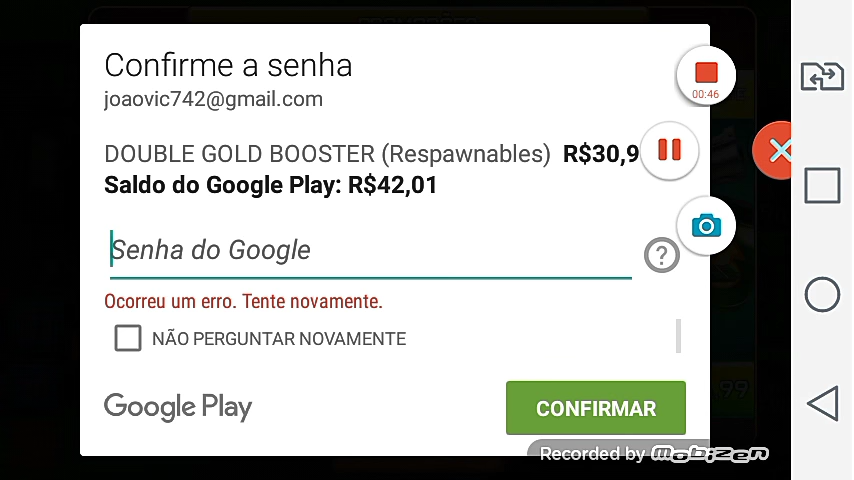 Confirme a senha
00:46
joaovic742@gmail.com
DOUBLE GOLD BOOSTER (Respawnables) R$30,9
Saldo do Google Play: R$42,01
Senha do Google
?
Ocorreu um erro. Tente novamente.
NÃO PERGUNTAR NOVAMENTE
Google Play
CONFIRMAR
99
Recorded by Mobizen